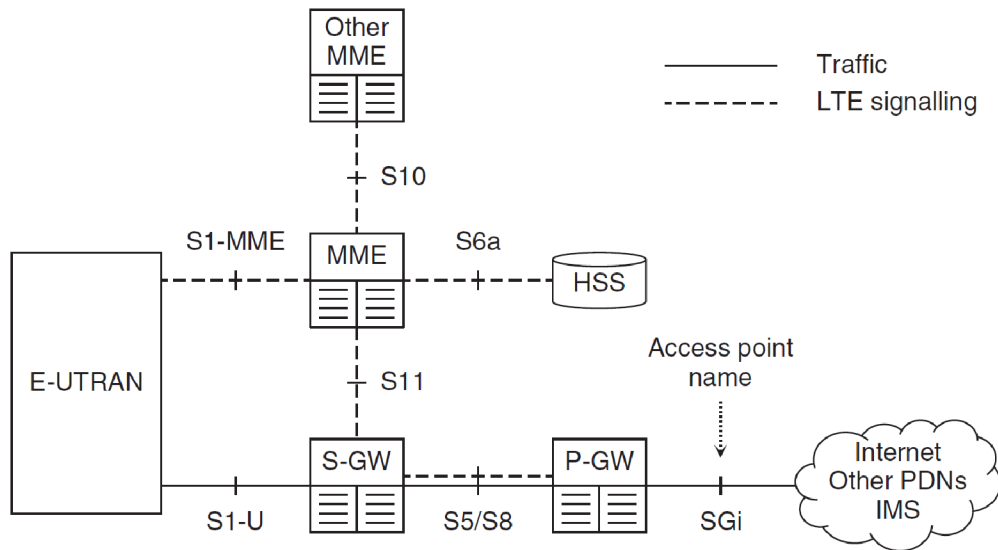 Other
MME
Traffic
LTE signalling
S10
S1-MME
MME
S6a
HSS
E-UTRAN
S11
Access point
name
S-GW
P-GW
Internet
Other PDNs
IMS
S1-U
S5/S8
SGi